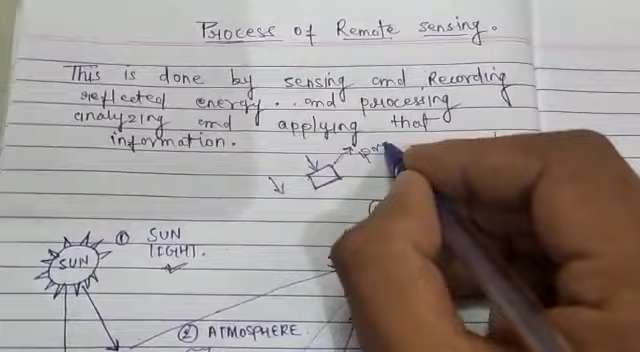 Process of Remote sensing.
This is done by sensing and Recording
reflected energy.. and processing
analyzing and applying that
information.
① SUN
LIGHT.
SUN
② ATMOSPHERE.